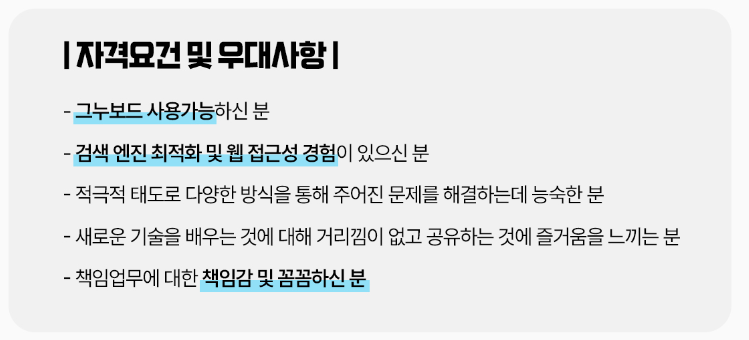 | 자격요건 및 우대사항 |
- 그누보드 사용가능하신 분
- 검색 엔진 최적화 및 웹 접근성 경험이 있으신 분
- 적극적 태도로 다양한 방식을 통해 주어진 문제를 해결하는데 능숙한 분
- 새로운 기술을 배우는 것에 대해 거리낌이 없고 공유하는 것에 즐거움을 느끼는 분
- 책임업무에 대한 책임감 및 꼼꼼하신 분